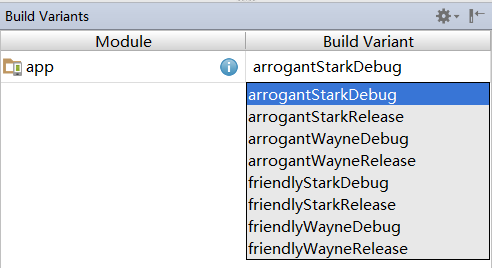 Build Variants
Module Build Variant
app arrogantStarkDebug
arrogantStarkDebug
arrogantStarkRelease
arrogantWayneDebug
arrogantWayneRelease
friendlyStarkDebug
friendlyStarkRelease
friendlyWayneDebug
friendlyWayneRelease